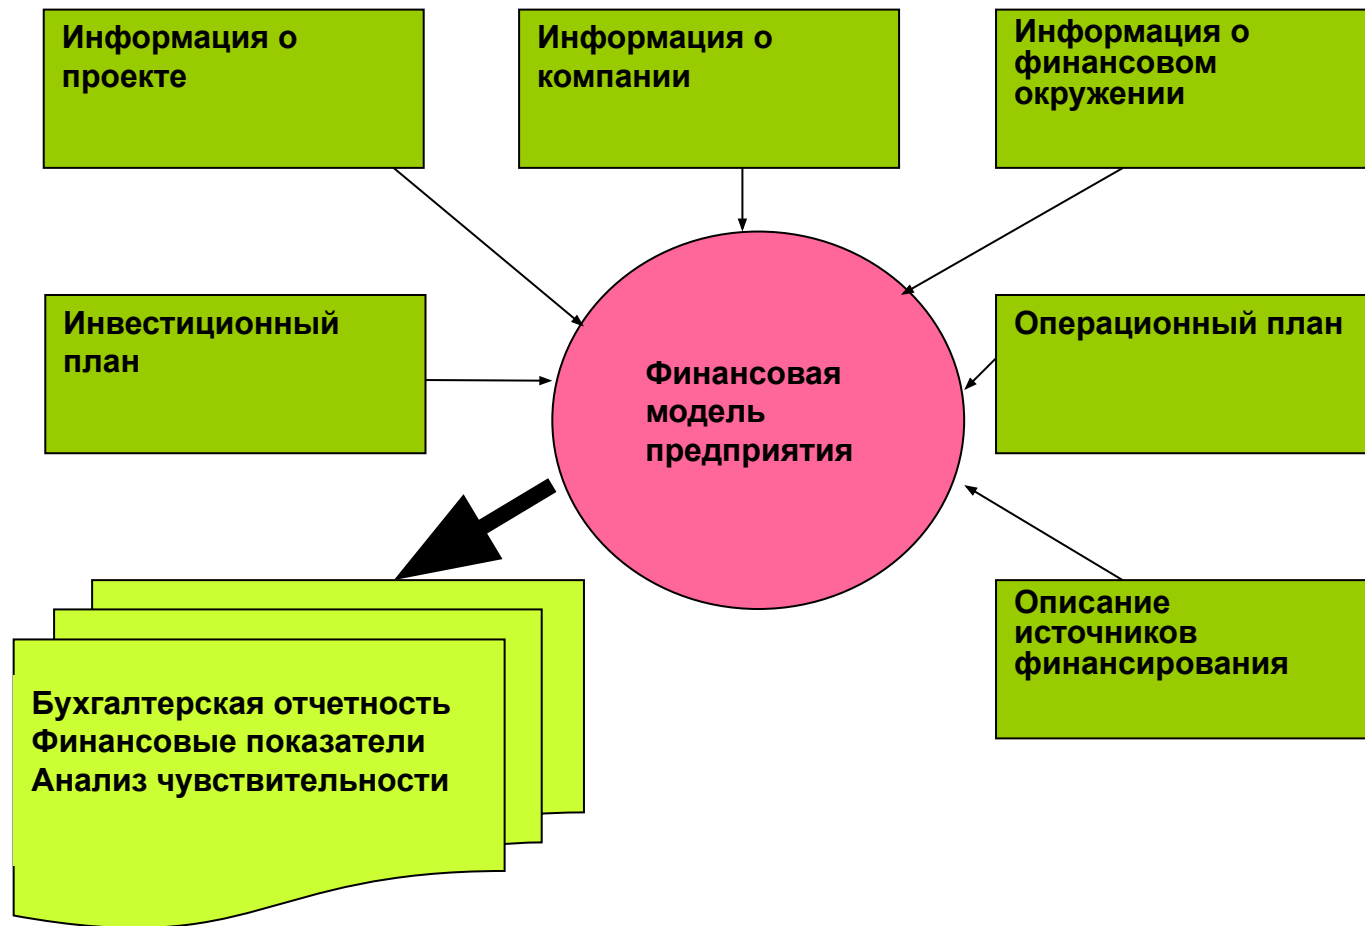 Информация о
проекте
Информация о
компании
Информация о
финансовом
окружении
Инвестиционный
план
Финансовая
модель
предприятия
Операционный план
Описание
источников
финансирования
Бухгалтерская отчетность
Финансовые показатели
Анализ чувствительности